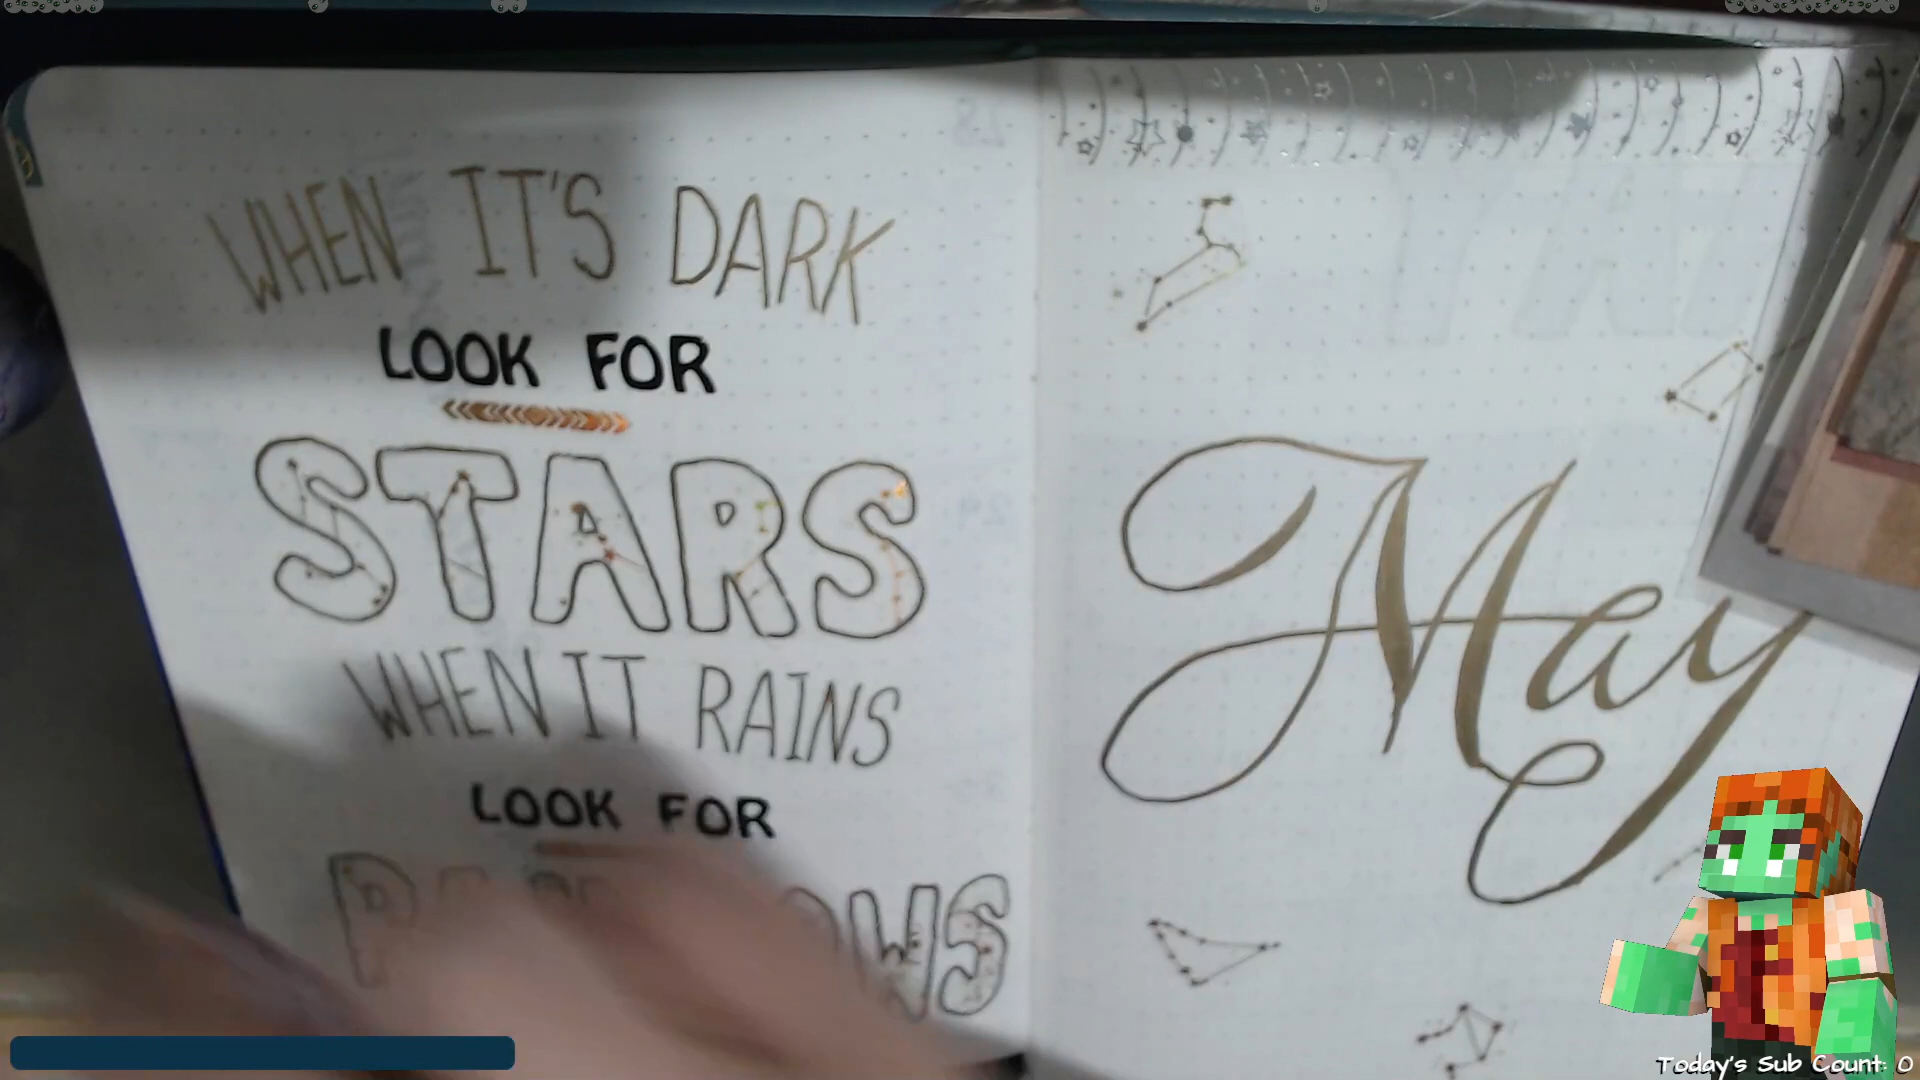 WHEN IT'S DARK
LOOK FOR
STARS
WHEN IT RAINS
LOOK FOR
May
Today's Sub Count: 0